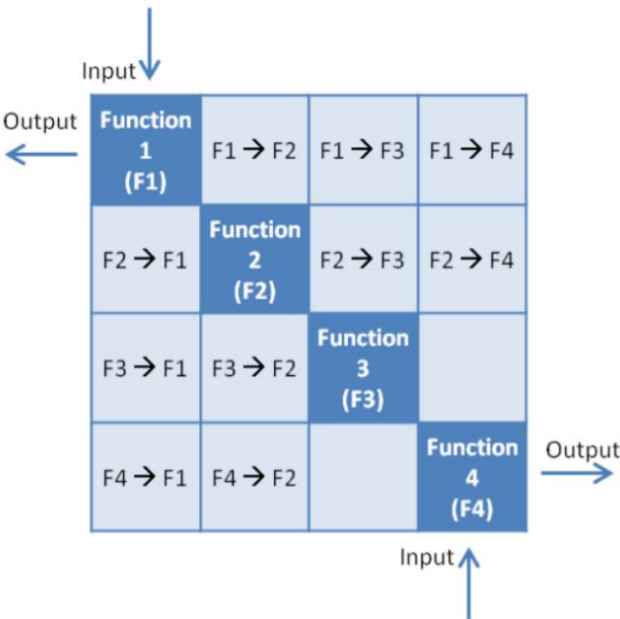 Input
Output
Function
1
(F1)
F1 → F2
F1 → F3
F1 → F4
F2 → F1
Function
2
(F2)
F2 → F3
F2 → F4
F3 → F1
F3 → F2
Function
3
(F3)
F4 → F1
F4 → F2
Function
4
(F4)
Output
Input